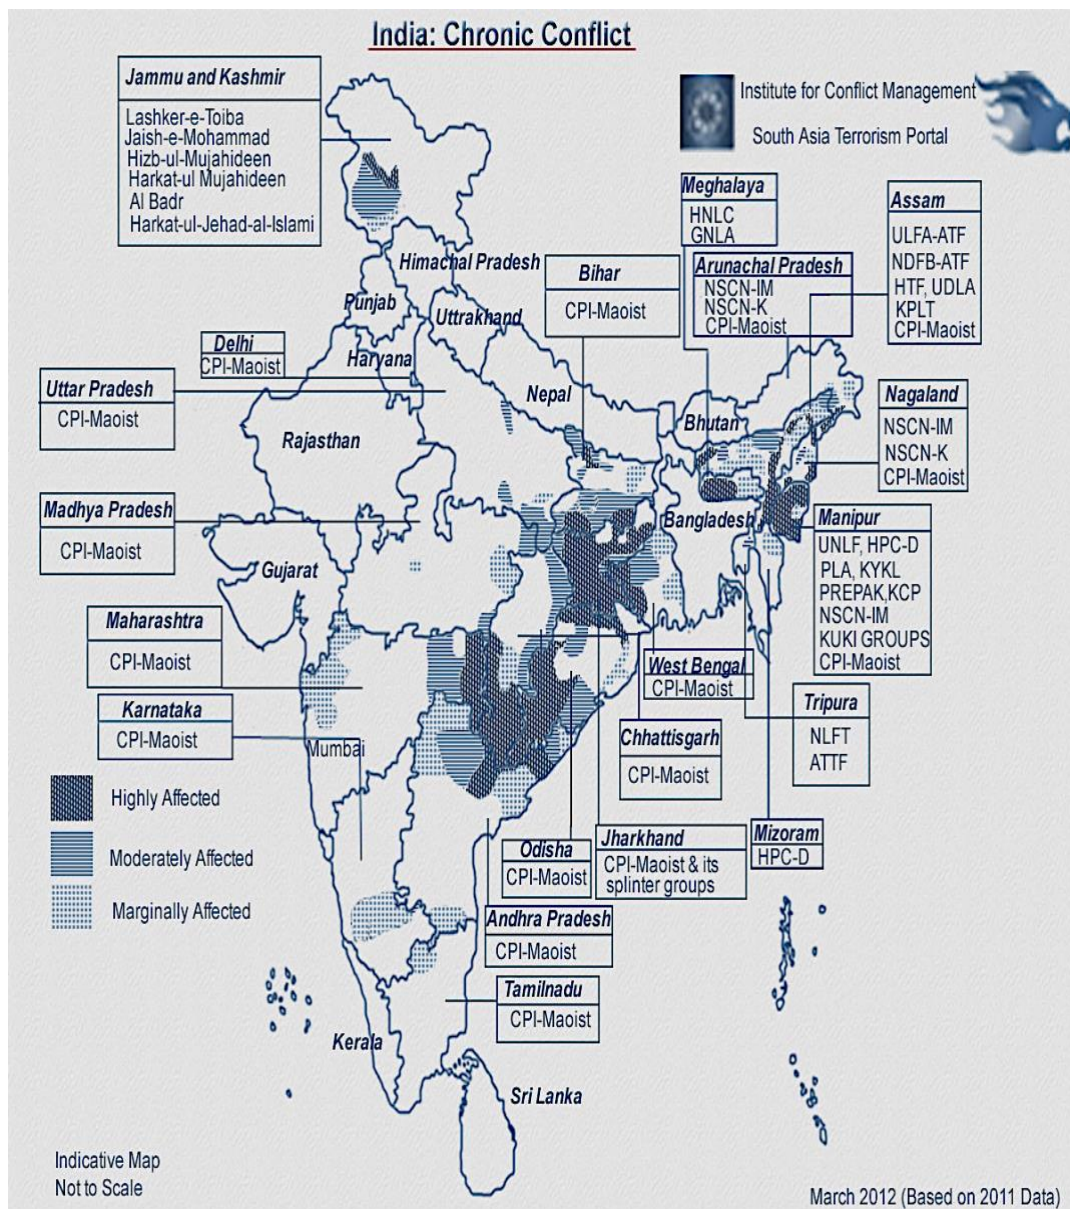 India: Chronic Conflict
Institute for Conflict Management
South Asia Terrorism Portal
Jammu and Kashmir
Lashker-e-Toiba
Jaish-e-Mohammad
Hizb-ul-Mujahideen
Harkat-ul Mujahideen
Al Badr
Harkat-ul-Jehad-al-Islami
Meghalaya
HNLC
GNLA
Assam
ULFA-ATF
NDFB-ATF
HTF, UDLA
KPLT
CPI-Maoist
Himachal Pradesh
Bihar
CPI-Maoist
Arunachal Pradesh
NSCN-IM
NSCN-K
CPI-Maoist
Punjab
Uttrakhand
Delhi
CPI-Maoist
Haryana
Nepal
Bhutan
Uttar Pradesh
CPI-Maoist
Nagaland
NSCN-IM
NSCN-K
CPI-Maoist
Rajasthan
Madhya Pradesh
CPI-Maoist
Bangladesh
Manipur
UNLF, HPC-D
PLA, KYKL
PREPAK,KCP
NSCN-IM
KUKI GROUPS
CPI-Maoist
Gujarat
Maharashtra
CPI-Maoist
West Bengal
CPI-Maoist
Karnataka
CPI-Maoist
Mumbai
Tripura
NLFT
ATTF
Chhattisgarh
CPI-Maoist
Highly Affected
Moderately Affected
Marginally Affected
Odisha
CPI-Maoist
Jharkhand
CPI-Maoist & its
splinter groups
Mizoram
HPC-D
Andhra Pradesh
CPI-Maoist
Tamilnadu
CPI-Maoist
Kerala
Sri Lanka
Indicative Map
Not to Scale
March 2012 (Based on 2011 Data)